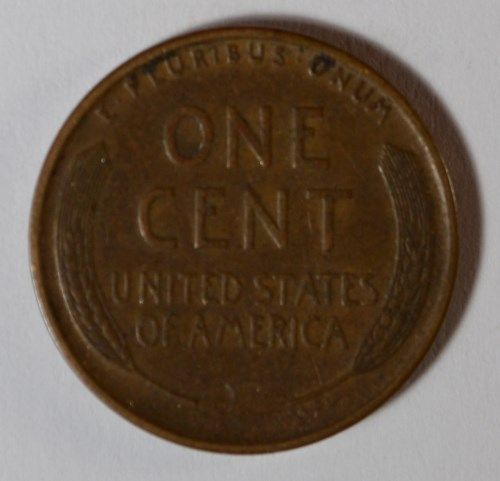 E·PLURIBUS·UNUM
ONE
CENT
UNITED STATES
OF AMERICA